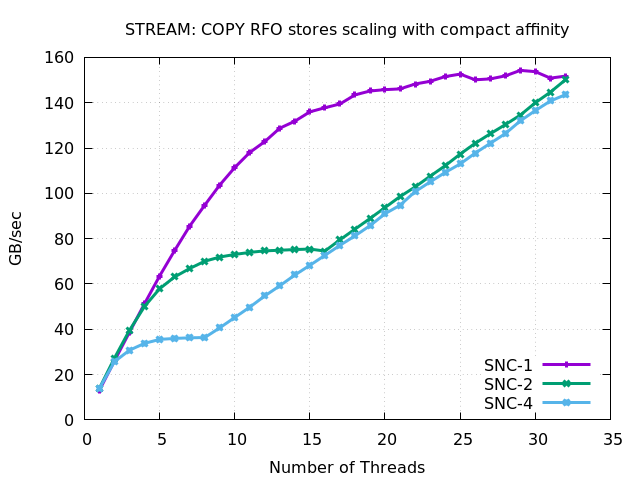 STREAM: COPY RFO stores scaling with compact affinity
160
140
120
100
80
60
40
20
0
GB/sec
SNC-1
SNC-2
SNC-4
0 5 10 15 20 25 30 35
Number of Threads